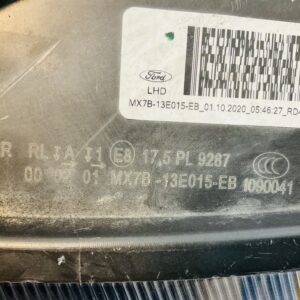 Ford
LHD
MX7B-13E015-EB_01.10.2020_05:46:27_RD
R RL A E8 17,5 PL 9287
00 02 01 MX7B-13E015-EB 1090041
CCC